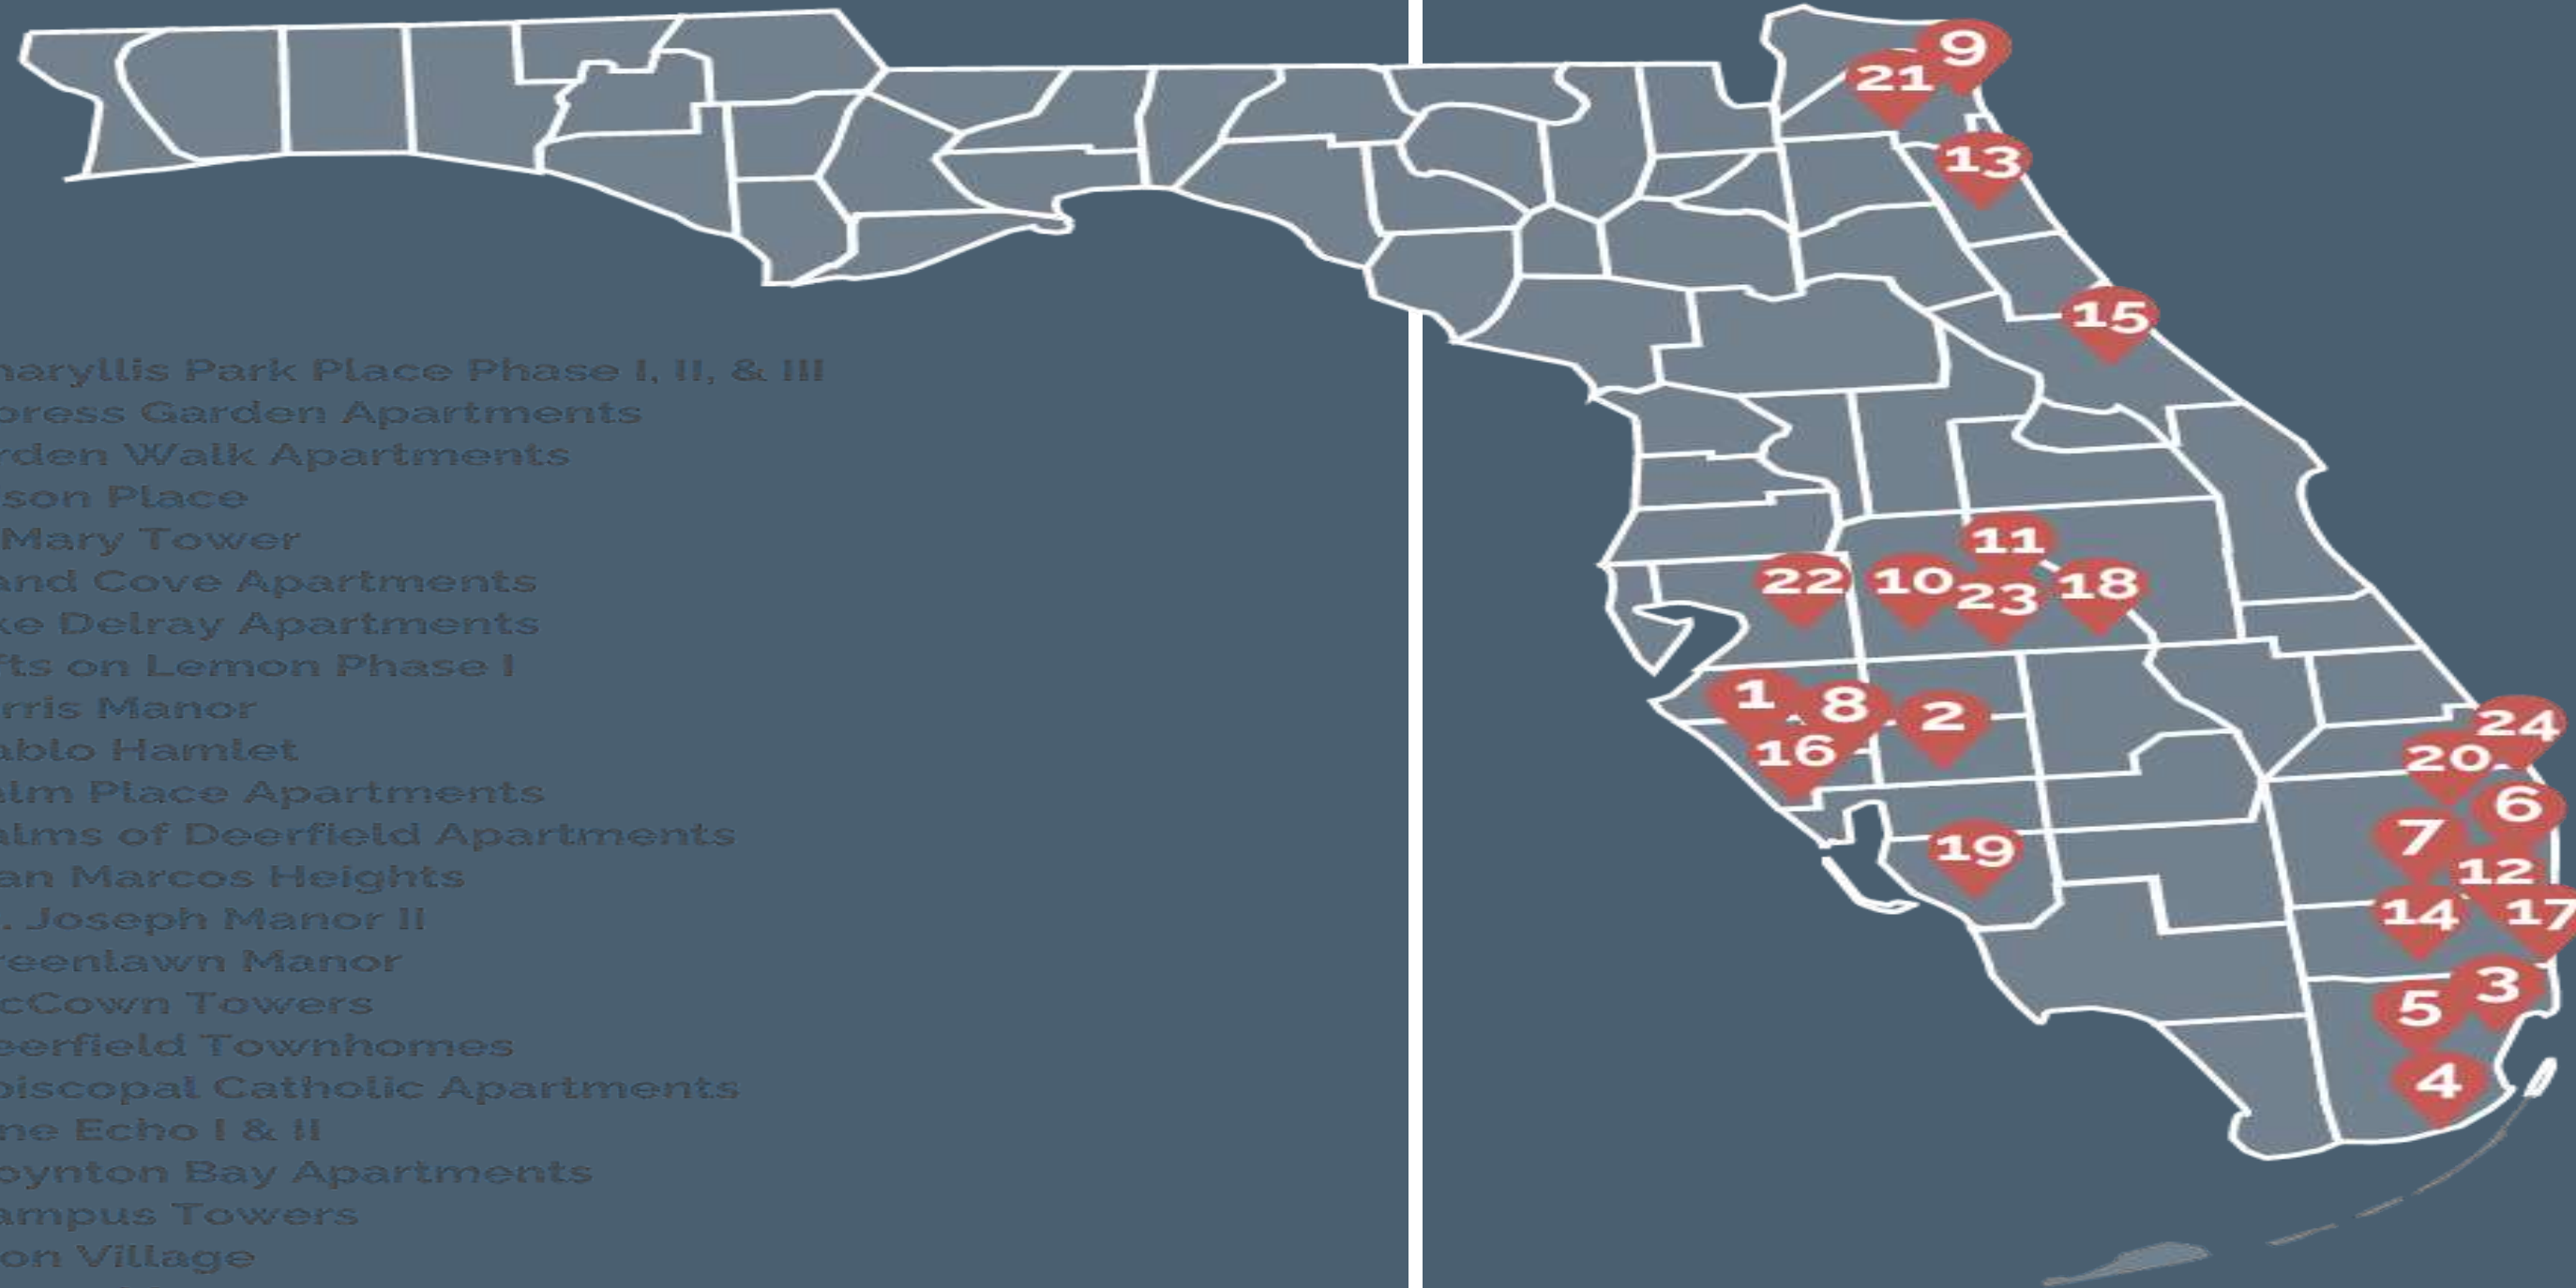 aryllis Park Place Phase I, II, & III
press Garden Apartments
rden Walk Apartments
son Place
Mary Tower
and Cove Apartments
ke Delray Apartments
fts on Lemon Phase I
rris Manor
ablo Hamlet
alm Place Apartments
alms of Deerfield Apartments
an Marcos Heights
. Joseph Manor II
reenlawn Manor
cCown Towers
eerfield Townhomes
piscopal Catholic Apartments
ne Echo I & II
oynton Bay Apartments
ampus Towers
on Village
9
21
13
15
11
22
10
23
18
1
8
2
16
24
20
6
7
19
12
14
17
3
5
4